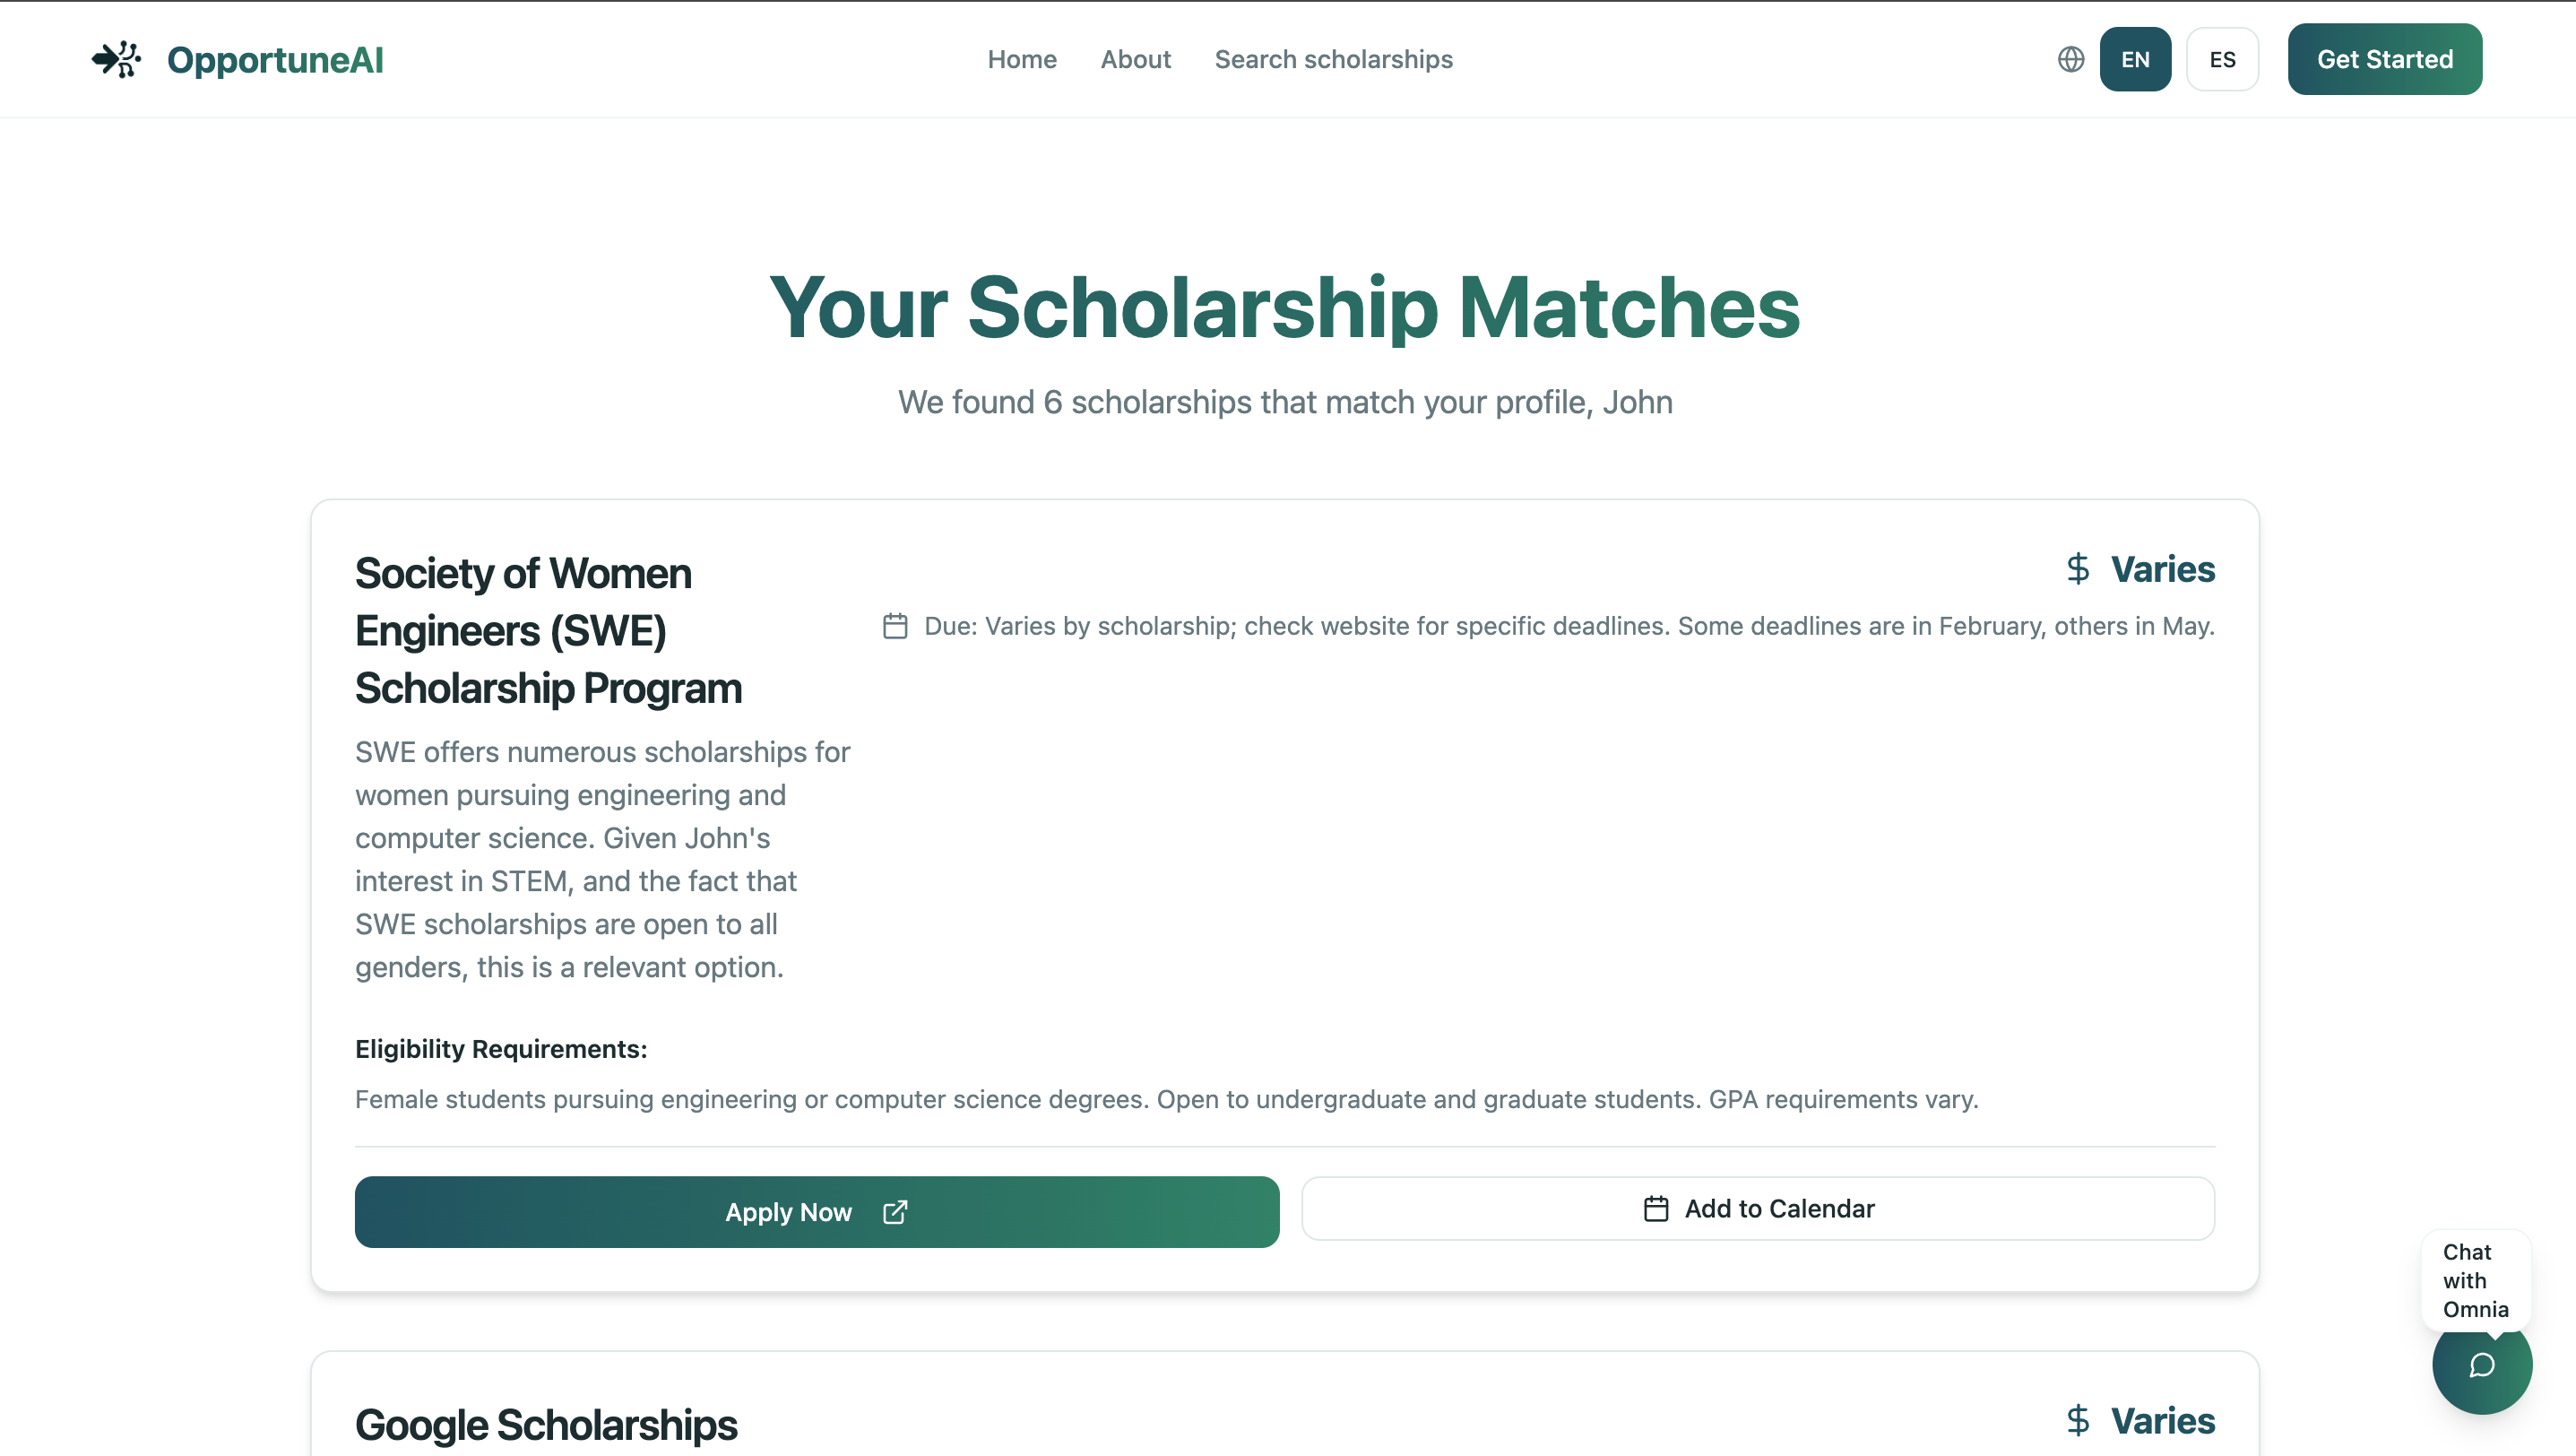 OpportuneAI
Home About Search scholarships
EN ES Get Started
Your Scholarship Matches
We found 6 scholarships that match your profile, John
Society of Women
Engineers (SWE)
Scholarship Program
$ Varies
Due: Varies by scholarship; check website for specific deadlines. Some deadlines are in February, others in May.
SWE offers numerous scholarships for
women pursuing engineering and
computer science. Given John's
interest in STEM, and the fact that
SWE scholarships are open to all
genders, this is a relevant option.
Eligibility Requirements:
Female students pursuing engineering or computer science degrees. Open to undergraduate and graduate students. GPA requirements vary.
Apply Now
Add to Calendar
Chat
with
Omnia
Google Scholarships
$ Varies